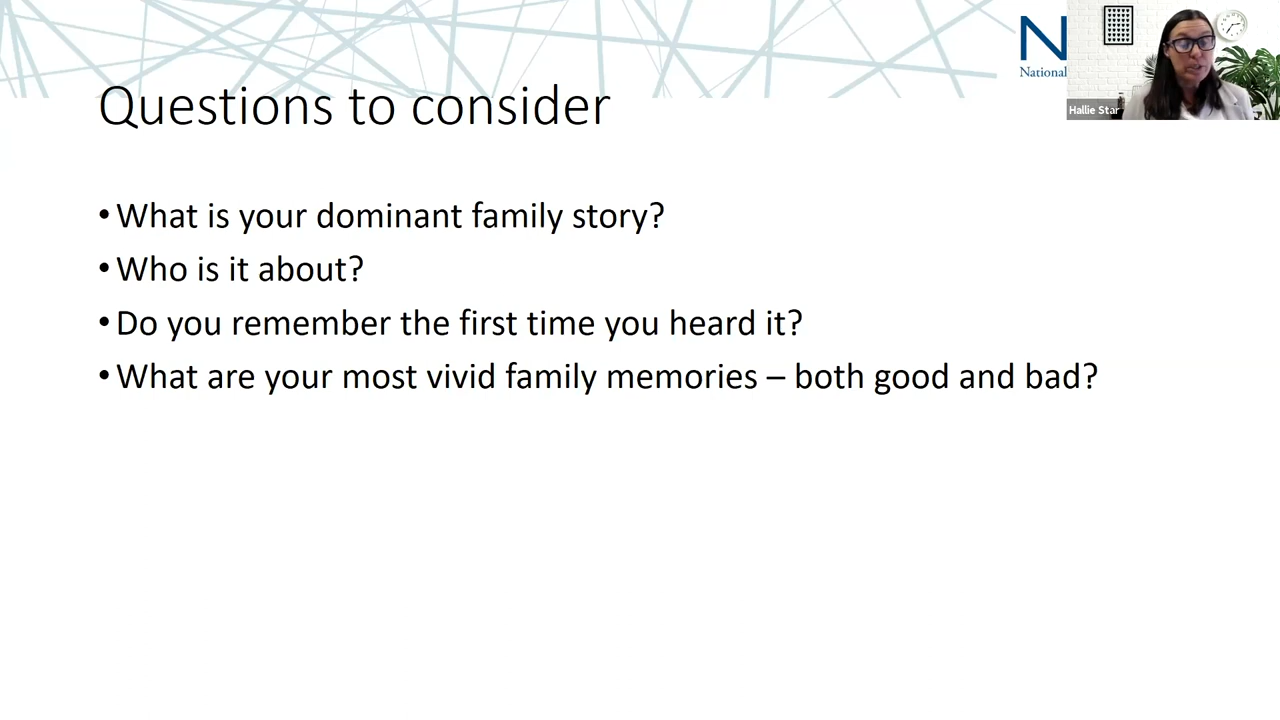 N
National
Hallie Star
Questions to consider
•What is your dominant family story?
•Who is it about?
•Do you remember the first time you heard it?
•What are your most vivid family memories – both good and bad?